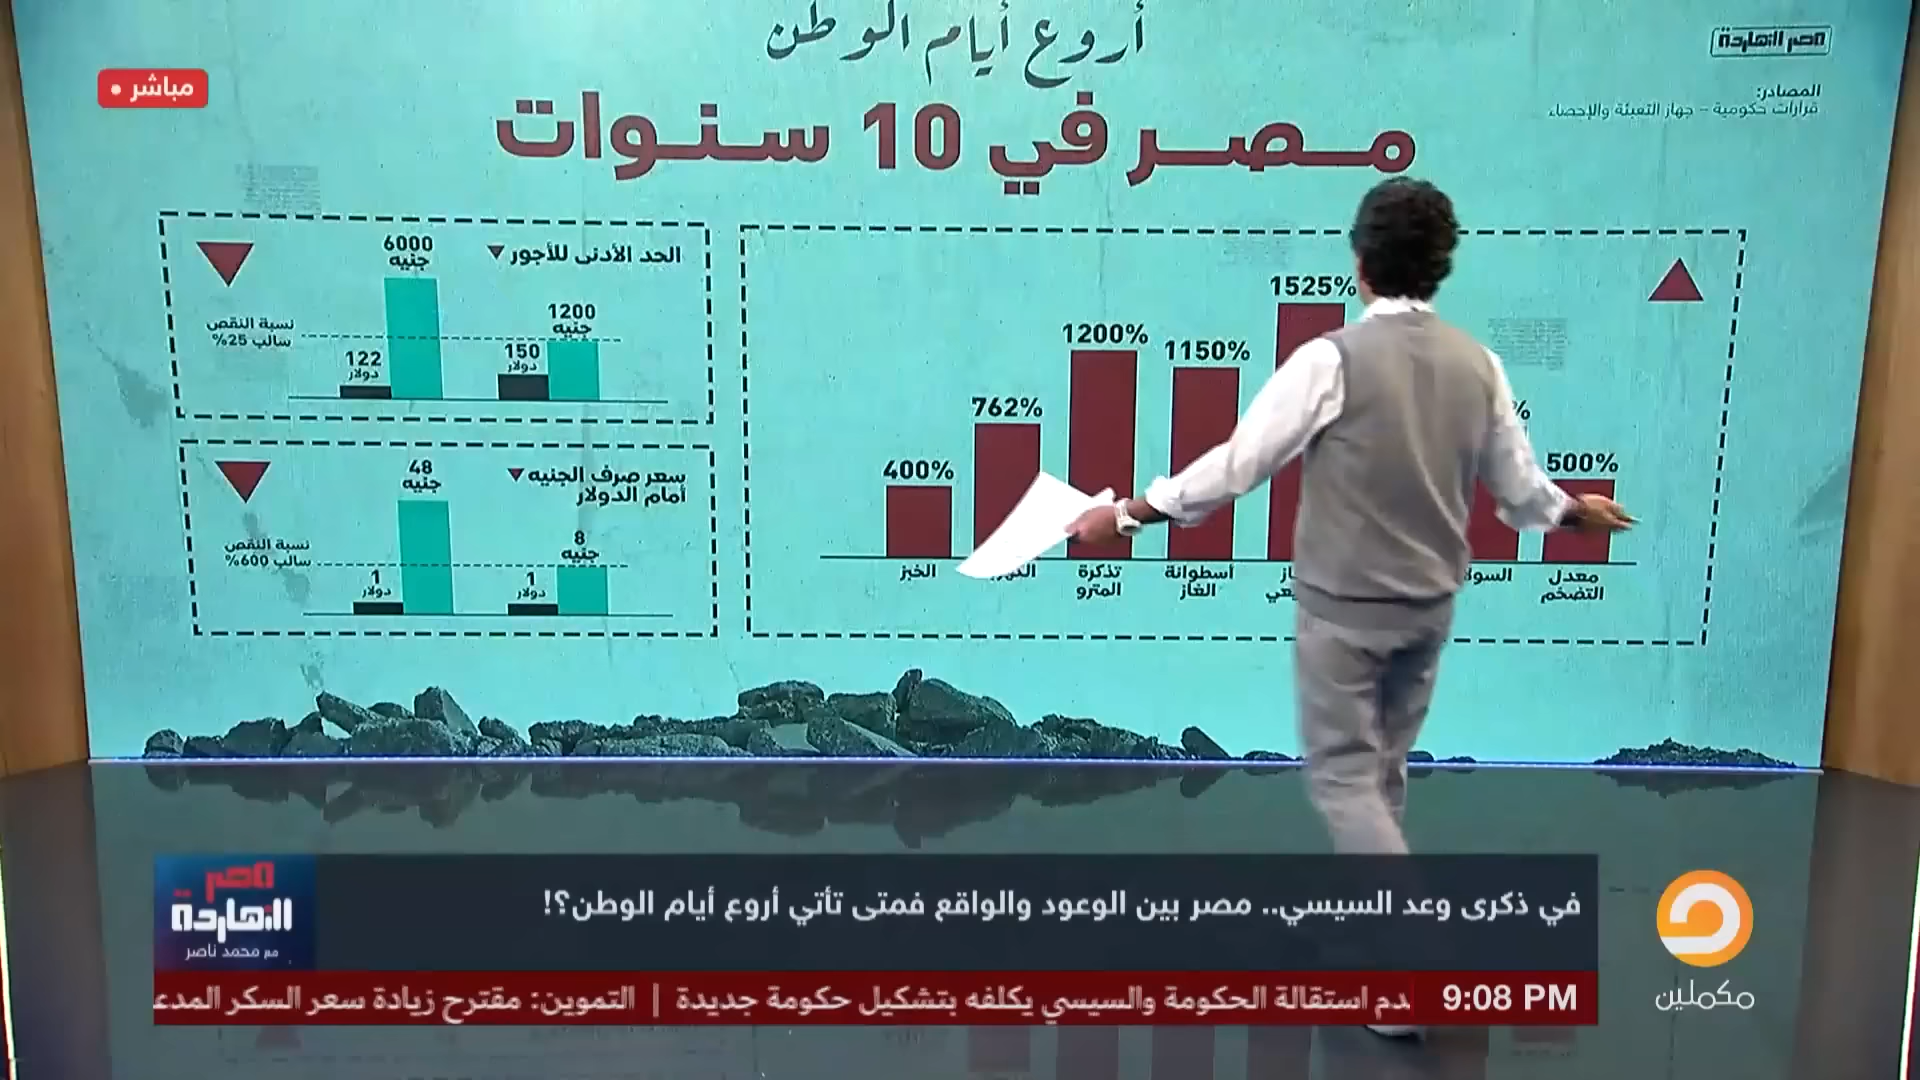 أروع أيام الوطن
مصر في 10 سنوات
مصر النهاردة
المصادر:
قرارات حكومية - جهاز التعبئة والإحصاء
مباشر
1525%
1200%
1150%
762%
400%
%
500%
معدل
التضخم
السولا
از
يعي
أسطوانة
الغاز
تذكرة
المترو
الخبز
الحد الأدنى للأجور
6000
جنيه
1200
جنيه
نسبة النقص
سالب 25%
150
دولار
122
دولار
سعر صرف الجنيه
أمام الدولار
48
جنيه
8
جنيه
نسبة النقص
سالب 600%
1
دولار
1
دولار
في ذكرى وعد السيسي.. مصر بين الوعود والواقع فمتى تأتي أروع أيام الوطن؟!
مصر
النهاردة
مع محمد ناصر
9:08 PM
دم استقالة الحكومة والسيسي يكلفه بتشكيل حكومة جديدة | التموين: مقترح زيادة سعر السكر المدع
مكملين